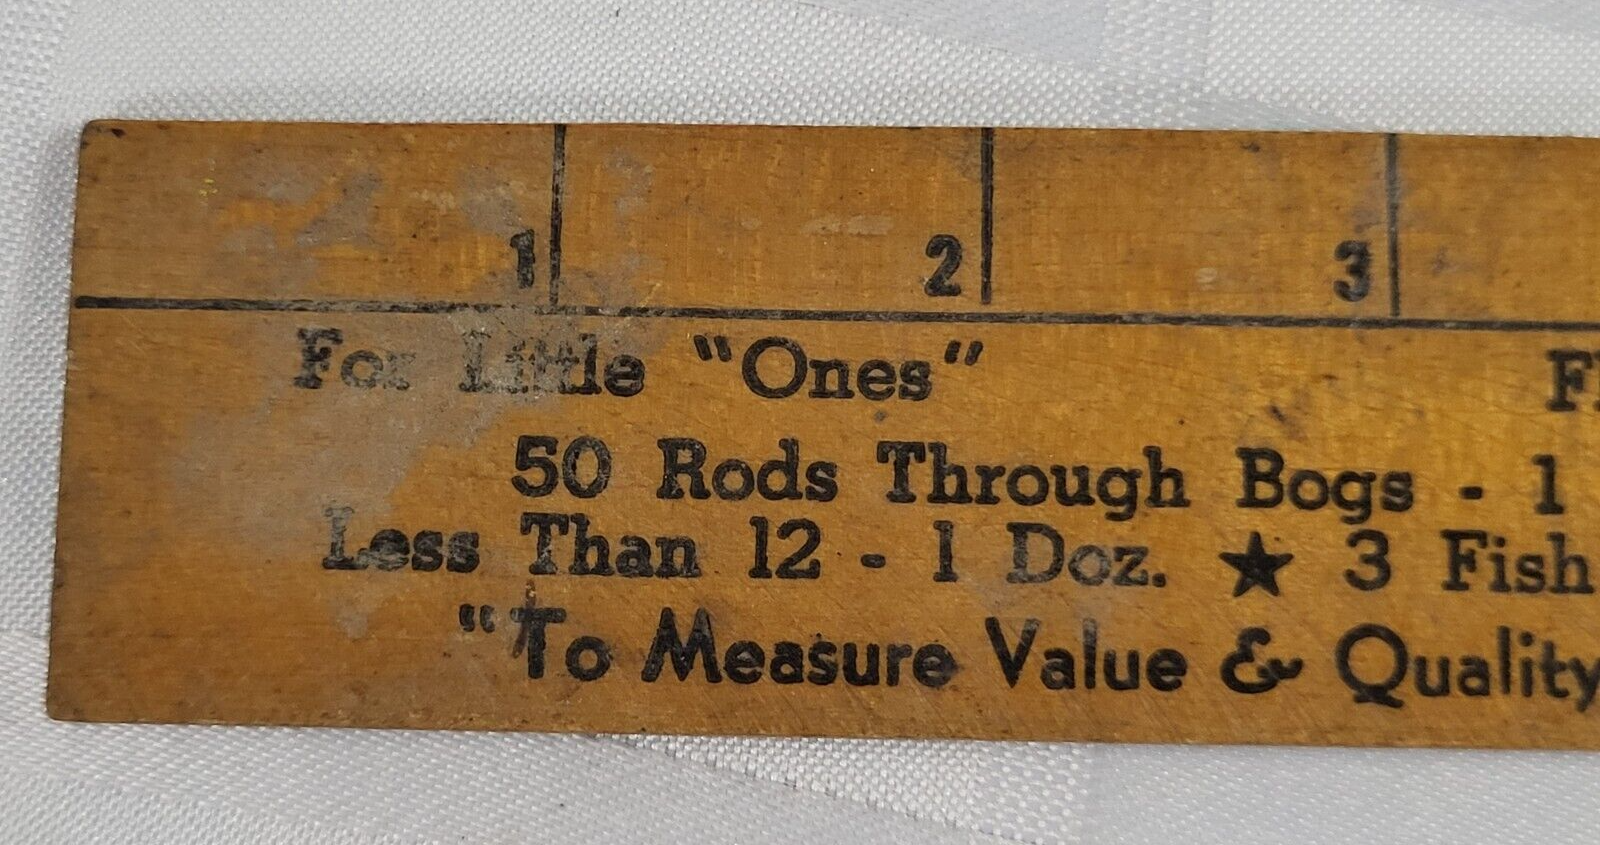 1 2 3
For Little "Ones"
50 Rods Through Bogs - 1
Less Than 12 - 1 Doz. ★ 3 Fish
"To Measure Value & Quality